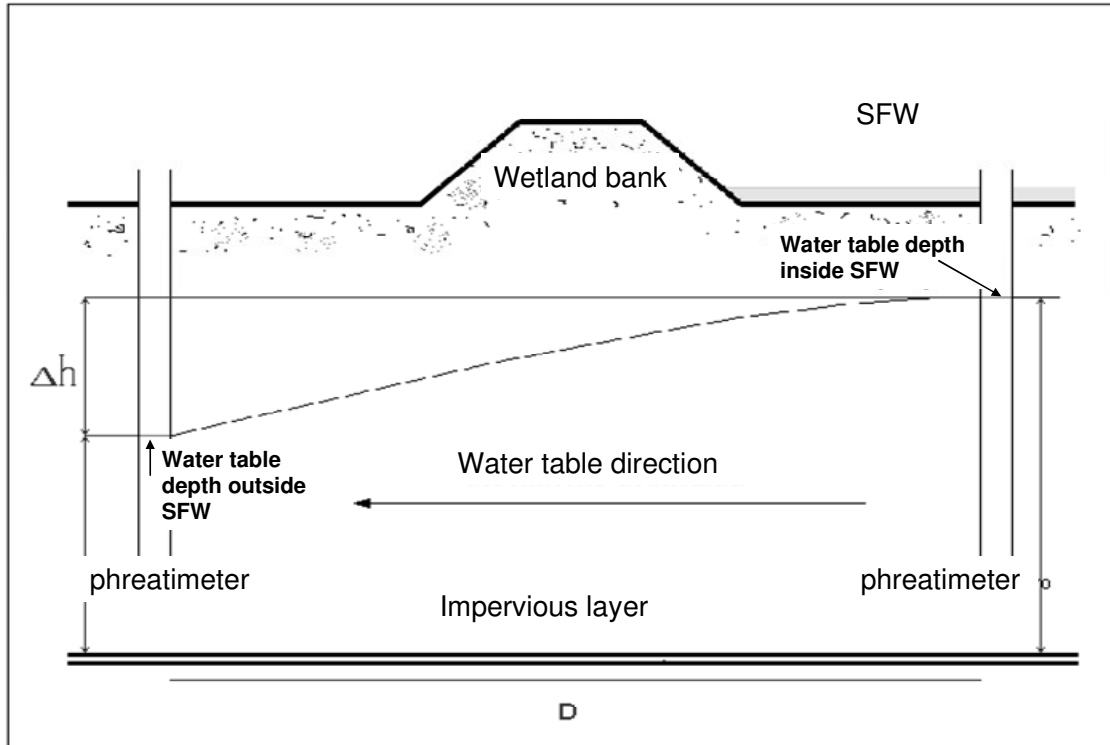 SFW
Wetland bank
Water table depth
inside SFW
Δh
Water table
depth outside
SFW
Water table direction
phreatimeter
phreatimeter
Impervious layer
D